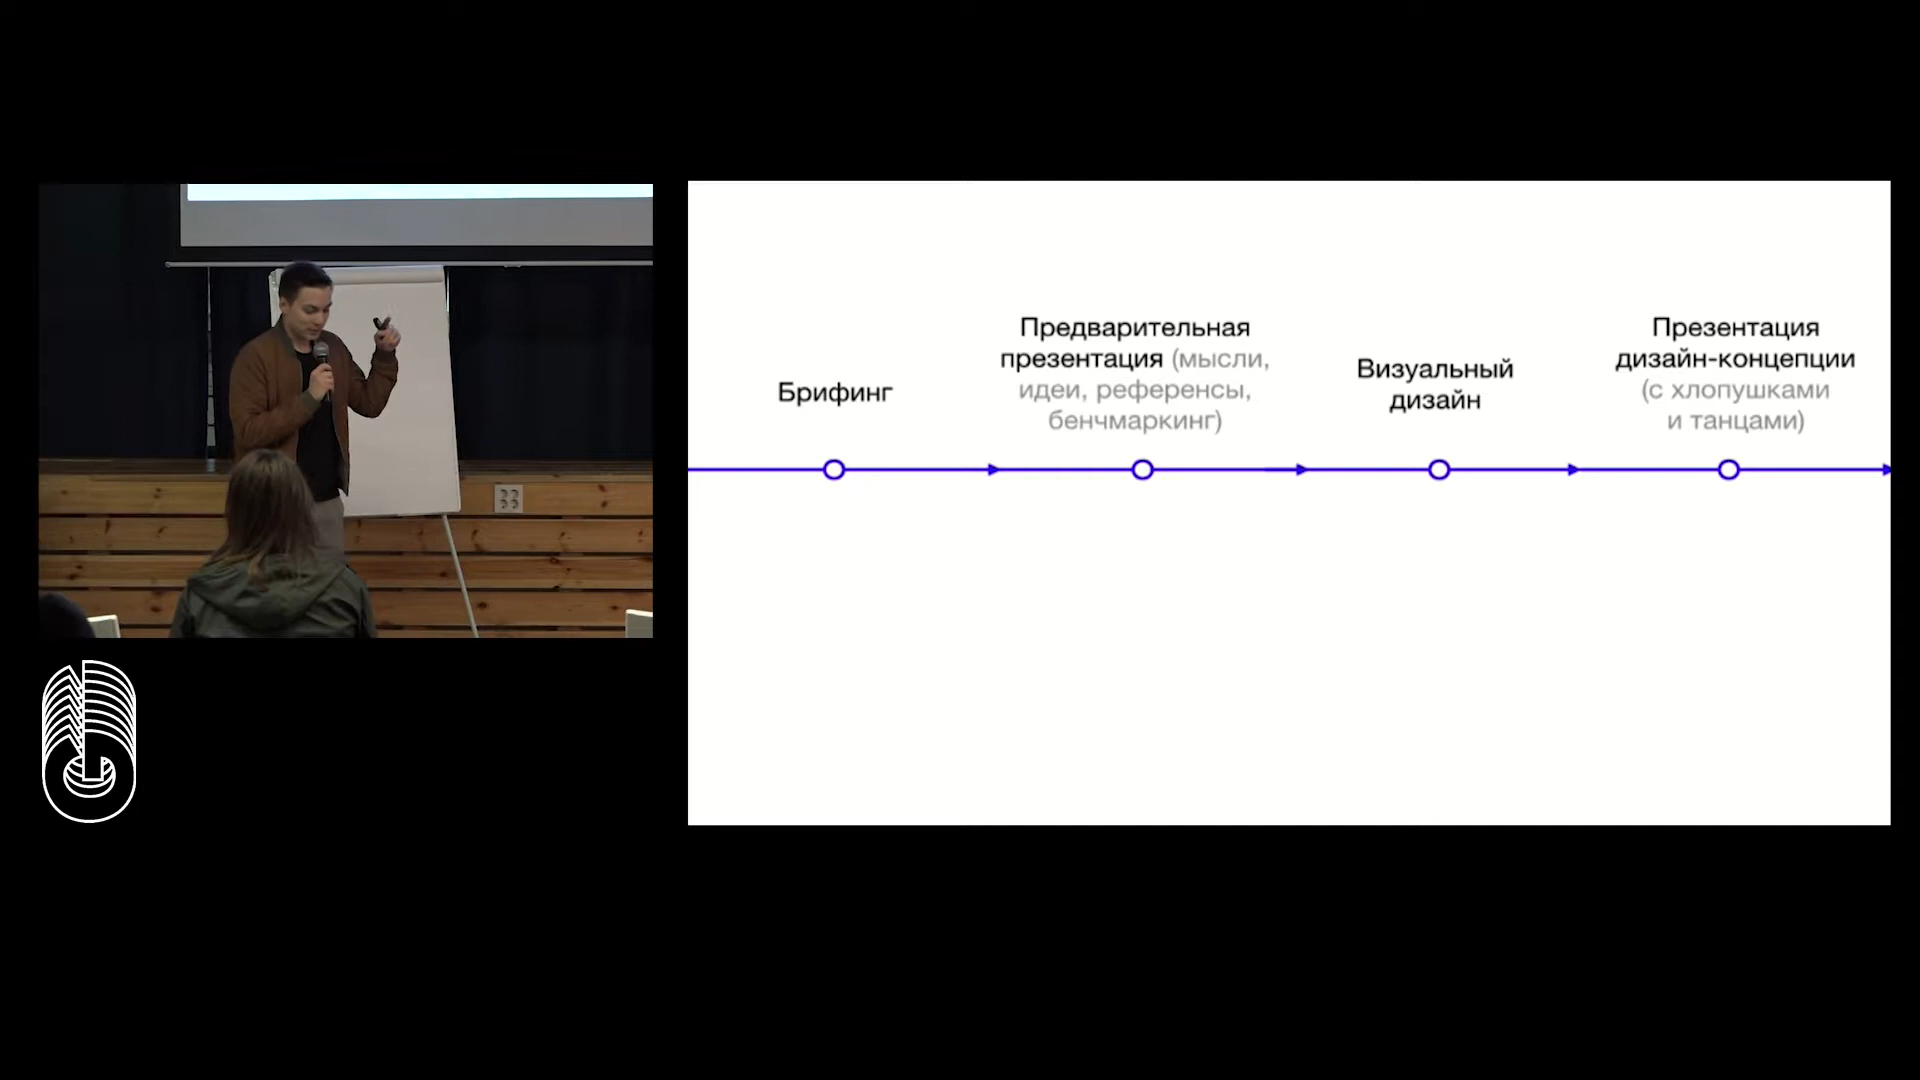 Брифинг
Предварительная
презентация (мысли,
идеи, референсы,
бенчмаркинг)
Визуальный
дизайн
Презентация
дизайн-концепции
(с хлопушками
и танцами)